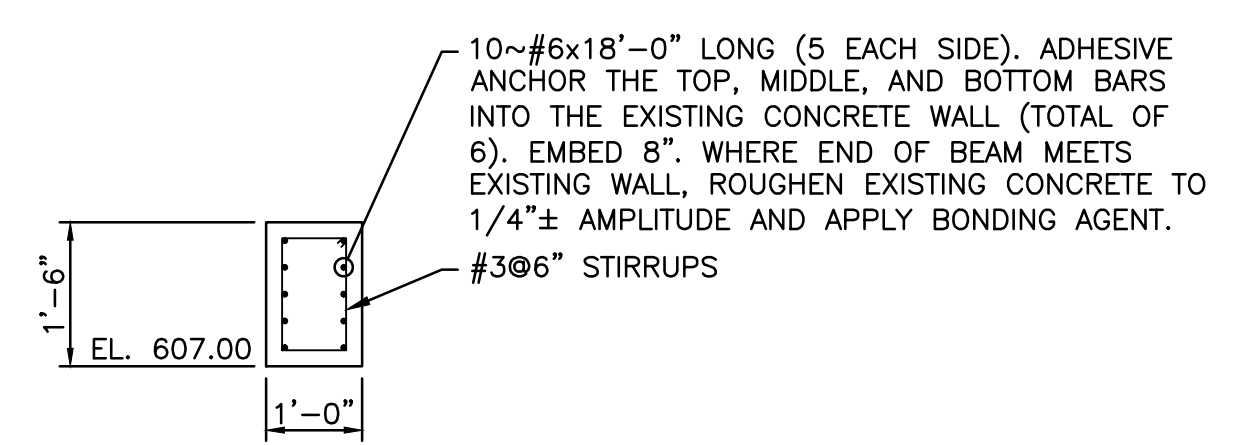 10~#6x18'-0" LONG (5 EACH SIDE). ADHESIVE
ANCHOR THE TOP, MIDDLE, AND BOTTOM BARS
INTO THE EXISTING CONCRETE WALL (TOTAL OF
6). EMBED 8". WHERE END OF BEAM MEETS
EXISTING WALL, ROUGHEN EXISTING CONCRETE TO
1/4"± AMPLITUDE AND APPLY BONDING AGENT.
#3@6" STIRRUPS
1'-6"
EL. 607.00
1'-0"